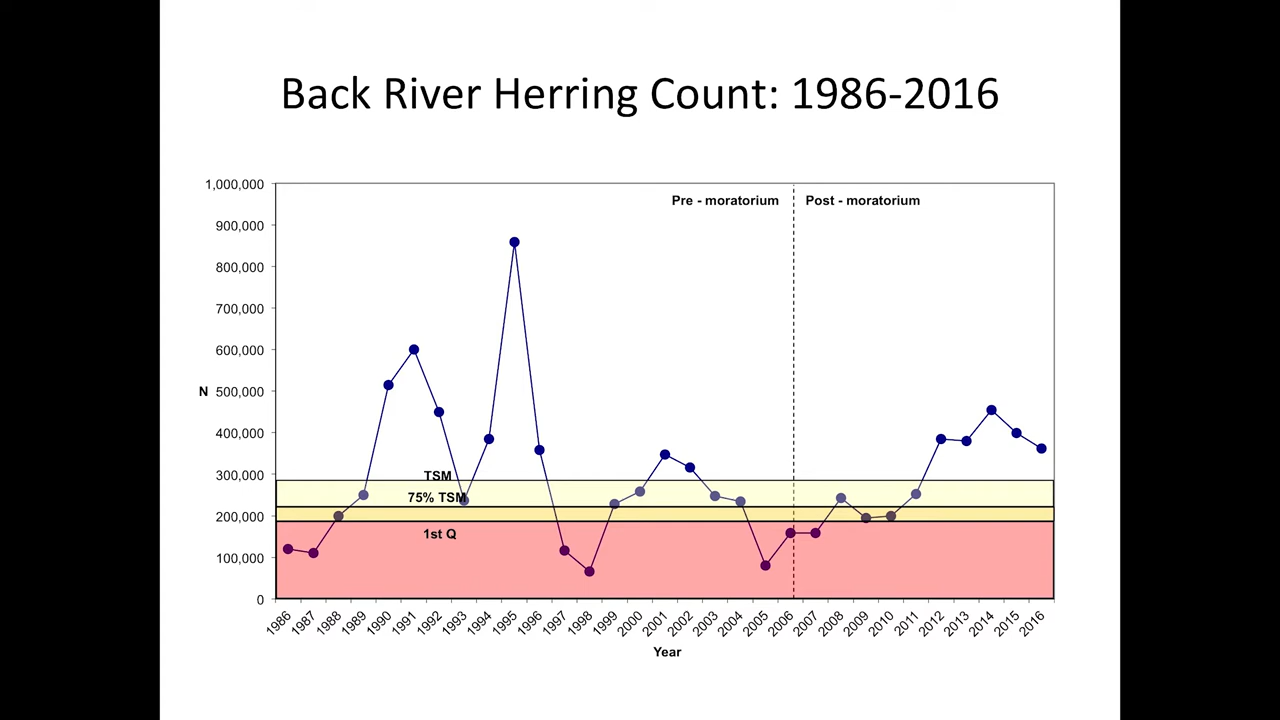 Back River Herring Count: 1986-2016
1,000,000
Pre - moratorium
Post - moratorium
900,000
800,000
700,000
600,000
N
500,000
400,000
300,000
TSM
75% TSM
200,000
1st Q
100,000
0
1986 1987 1988 1989 1990 1991 1992 1993 1994 1995 1996 1997 1998 1999 2000 2001 2002 2003 2004 2005 2006 2007 2008 2009 2010 2011 2012 2013 2014 2015 2016
Year